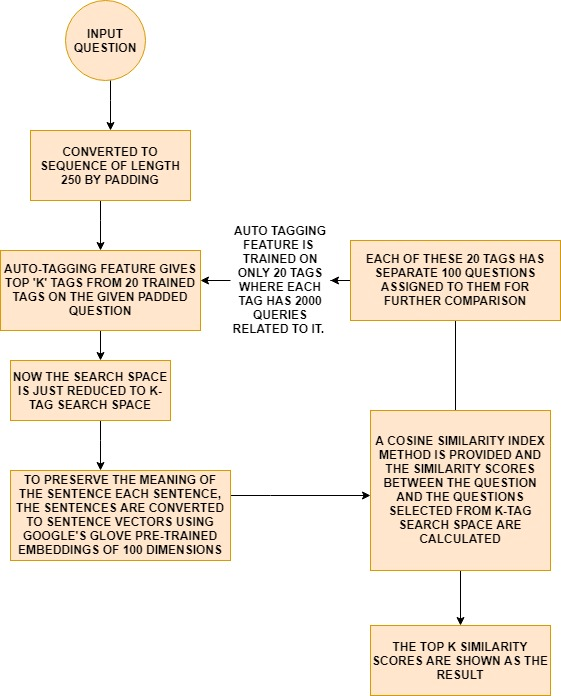 INPUT
QUESTION
CONVERTED TO
SEQUENCE OF LENGTH
250 BY PADDING
AUTO-TAGGING FEATURE GIVES
TOP 'K' TAGS FROM 20 TRAINED
TAGS ON THE GIVEN PADDED
QUESTION
AUTO TAGGING
FEATURE IS
TRAINED ON
ONLY 20 TAGS
WHERE EACH
TAG HAS 2000
QUERIES
RELATED TO IT.
EACH OF THESE 20 TAGS HAS
SEPARATE 100 QUESTIONS
ASSIGNED TO THEM FOR
FURTHER COMPARISON
NOW THE SEARCH SPACE
IS JUST REDUCED TO K-
TAG SEARCH SPACE
TO PRESERVE THE MEANING OF
THE SENTENCE EACH SENTENCE,
THE SENTENCES ARE CONVERTED
TO SENTENCE VECTORS USING
GOOGLE'S GLOVE PRE-TRAINED
EMBEDDINGS OF 100 DIMENSIONS
A COSINE SIMILARITY INDEX
METHOD IS PROVIDED AND
THE SIMILARITY SCORES
BETWEEN THE QUESTION
AND THE QUESTIONS
SELECTED FROM K-TAG
SEARCH SPACE ARE
CALCULATED
THE TOP K SIMILARITY
SCORES ARE SHOWN AS THE
RESULT